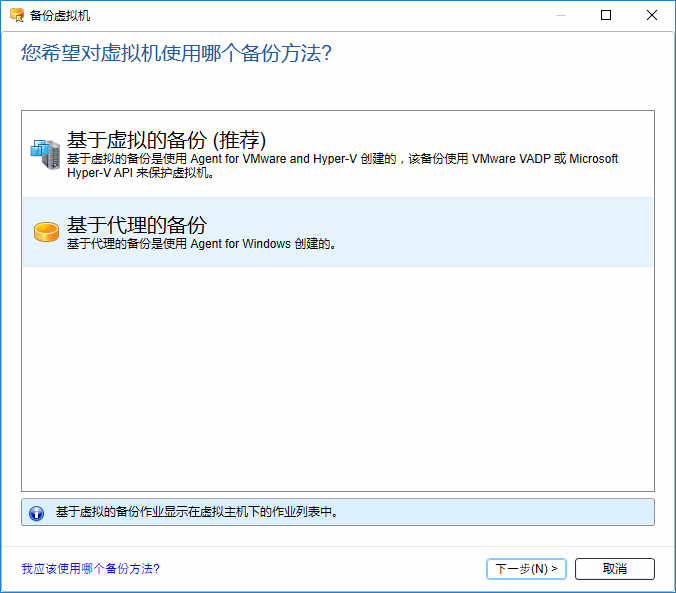 备份虚拟机
您希望对虚拟机使用哪个备份方法?
基于虚拟的备份 (推荐)
基于虚拟的备份是使用 Agent for VMware and Hyper-V 创建的，该备份使用 VMware VADP 或 Microsoft
Hyper-V API 来保护虚拟机。
基于代理的备份
基于代理的备份是使用 Agent for Windows 创建的。
基于虚拟的备份作业显示在虚拟主机下的作业列表中。
我应该使用哪个备份方法?
下一步(N) >
取消